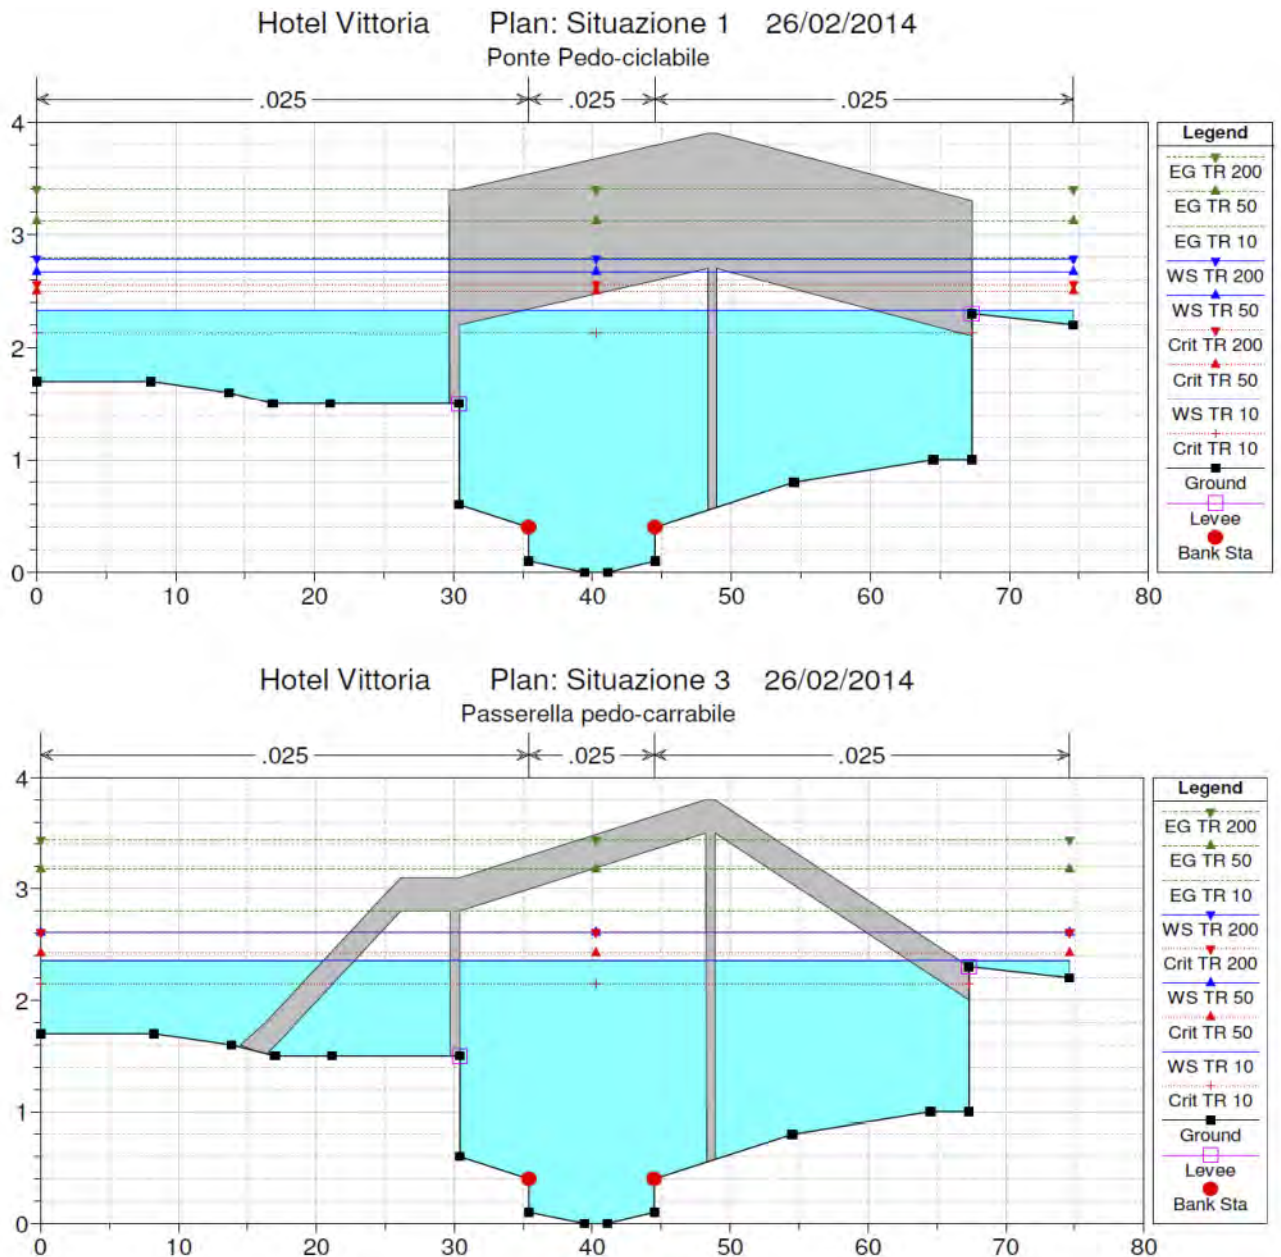 Hotel Vittoria Plan: Situazione 1 26/02/2014
Ponte Pedo-ciclabile
.025 .025 .025
4
3
2
1
0
0 10 20 30 40 50 60 70 80
Legend
EG TR 200
EG TR 50
EG TR 10
WS TR 200
WS TR 50
Crit TR 200
Crit TR 50
WS TR 10
Crit TR 10
Ground
Levee
Bank Sta
Hotel Vittoria Plan: Situazione 3 26/02/2014
Passerella pedo-carrabile
.025 .025 .025
4
3
2
1
0
0 10 20 30 40 50 60 70 80
Legend
EG TR 200
EG TR 50
EG TR 10
WS TR 200
Crit TR 200
WS TR 50
Crit TR 50
WS TR 10
Crit TR 10
Ground
Levee
Bank Sta